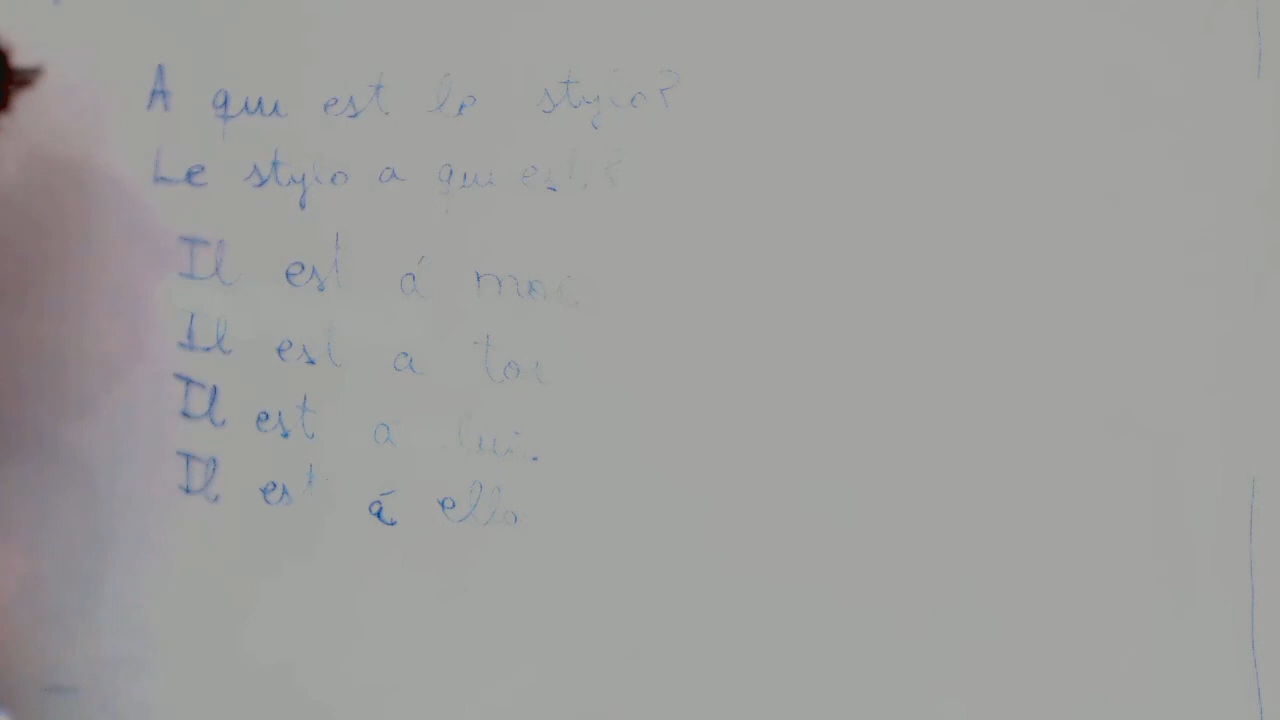 A qui est le stylo?
Le stylo a qui est?
Il est á moi
Il est a toi
Il est a lui.
Il est á elle